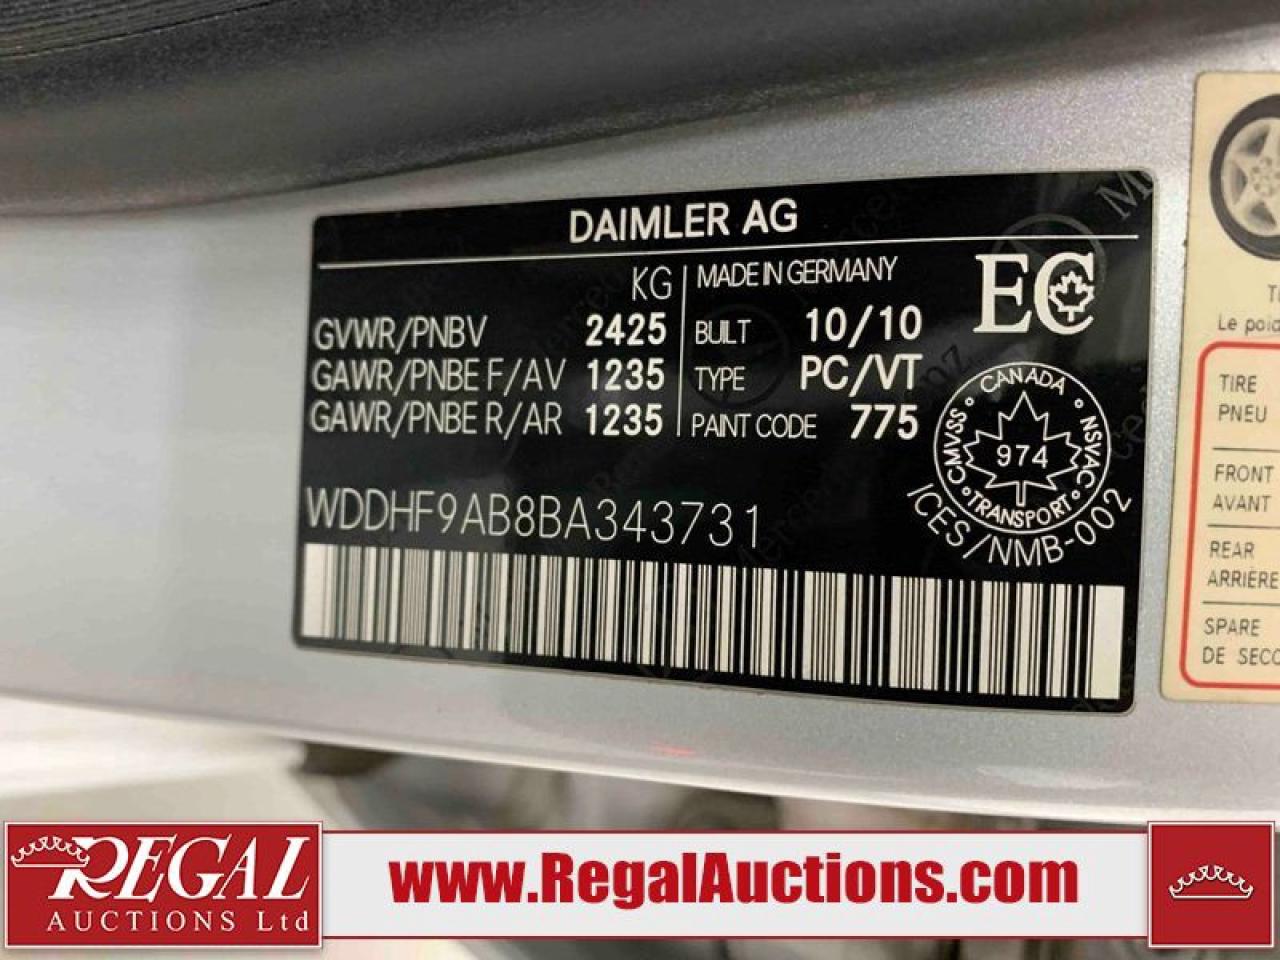 DAIMLER AG
KG
GVWR/PNBV 2425
GAWR/PNBE F/AV 1235
GAWR/PNBE R/AR 1235
MADE IN GERMANY
BUILT 10/10
TYPE PC/VT
PAINT CODE 775
EC
CANADA
CMVSS
NSVAC
974
TRANSPORT
ICES/NMB-002
WDDHF9AB8BA343731
Le poid
TIRE
PNEU
FRONT
AVANT
REAR
ARRIÈRE
SPARE
DE SECO
REGAL
AUCTIONS Ltd
www.RegalAuctions.com